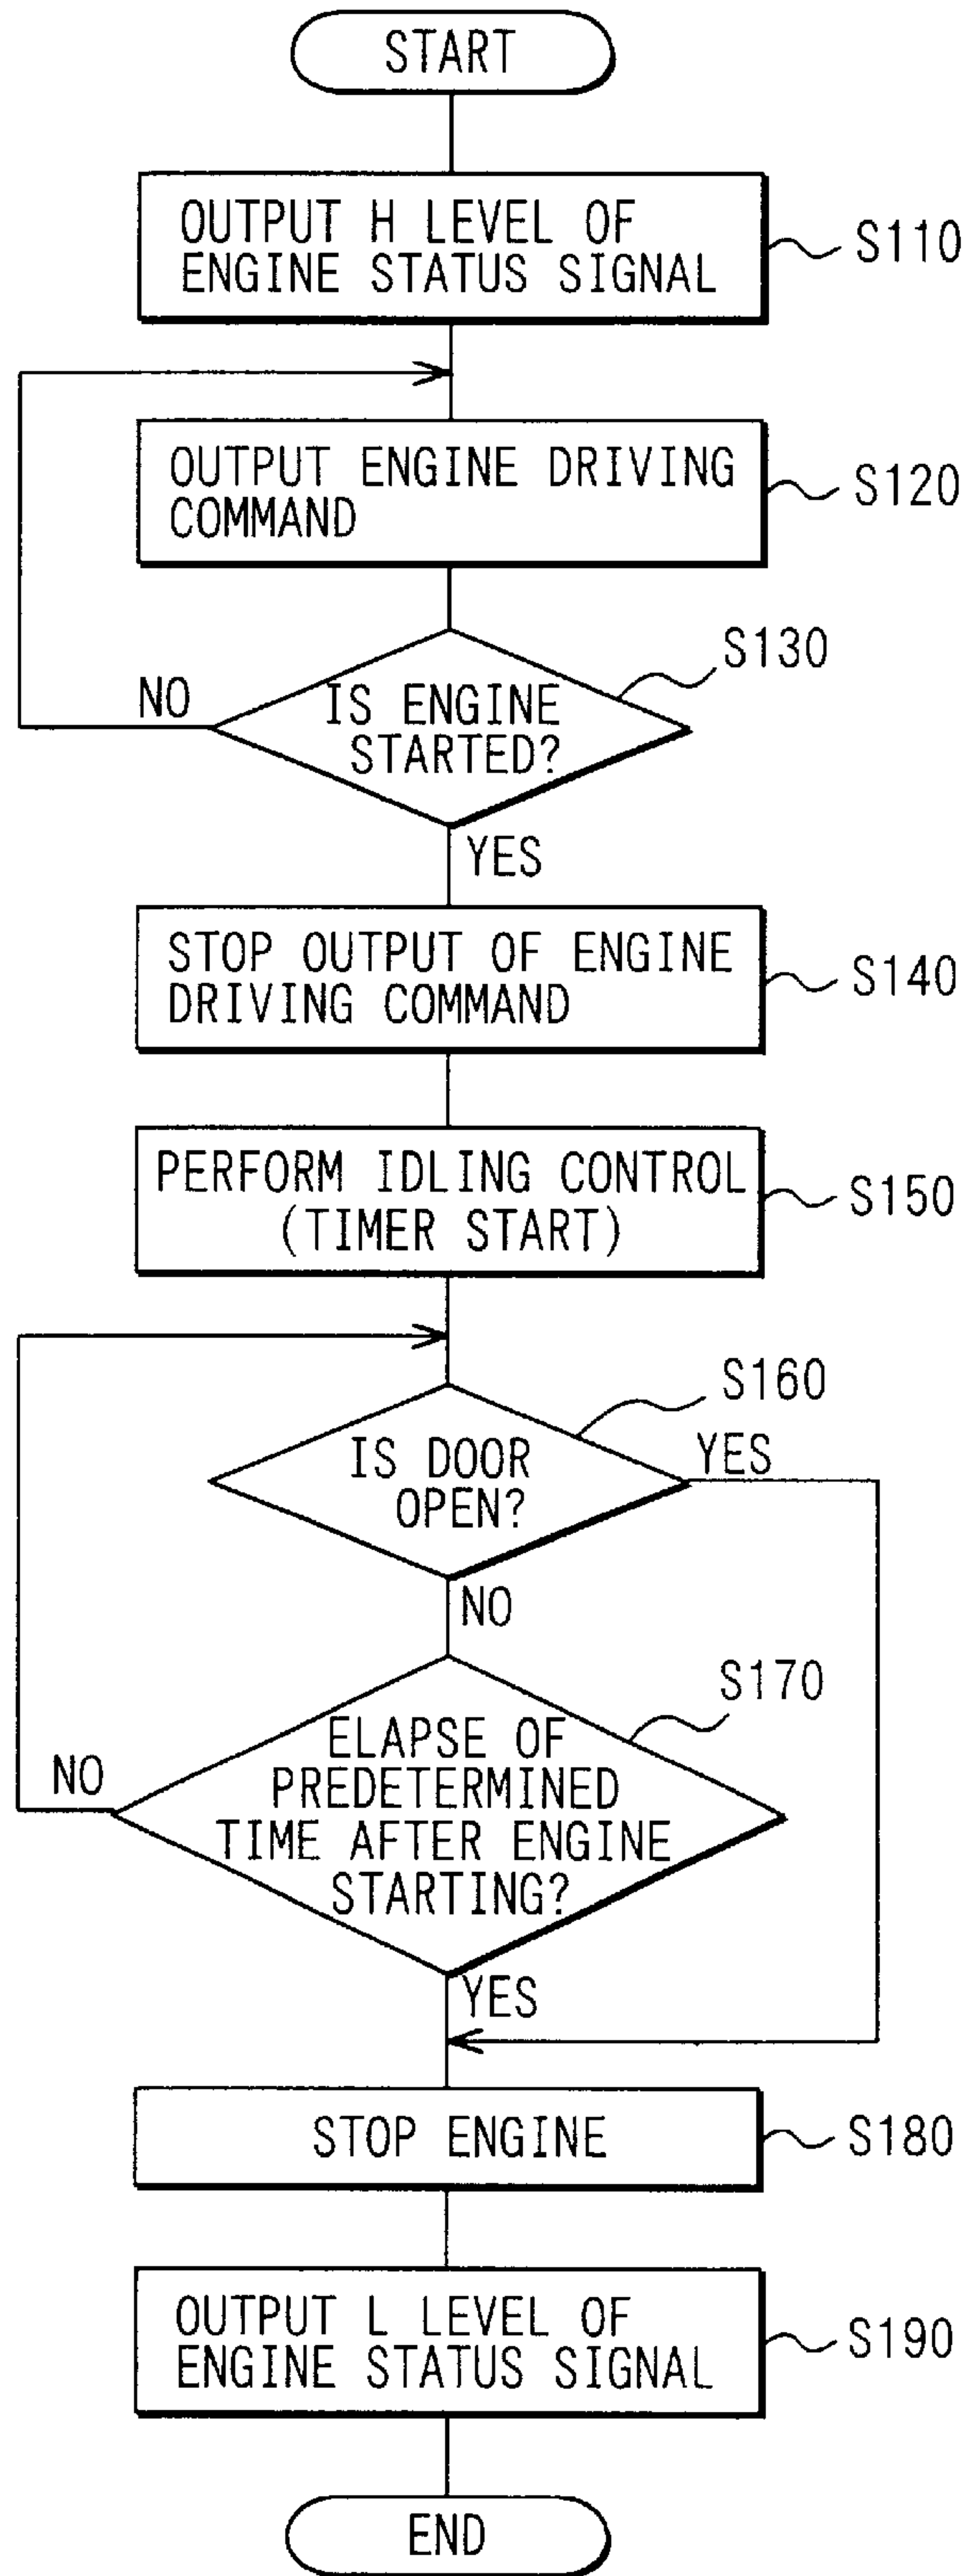 START
OUTPUT H LEVEL OF
ENGINE STATUS SIGNAL
S110
OUTPUT ENGINE DRIVING
COMMAND
S120
S130
NO
IS ENGINE
STARTED?
YES
STOP OUTPUT OF ENGINE
DRIVING COMMAND
S140
PERFORM IDLING CONTROL
(TIMER START)
S150
S160
IS DOOR
OPEN?
YES
NO
S170
NO
ELAPSE OF
PREDETERMINED
TIME AFTER ENGINE
STARTING?
YES
STOP ENGINE
S180
OUTPUT L LEVEL OF
ENGINE STATUS SIGNAL
S190
END